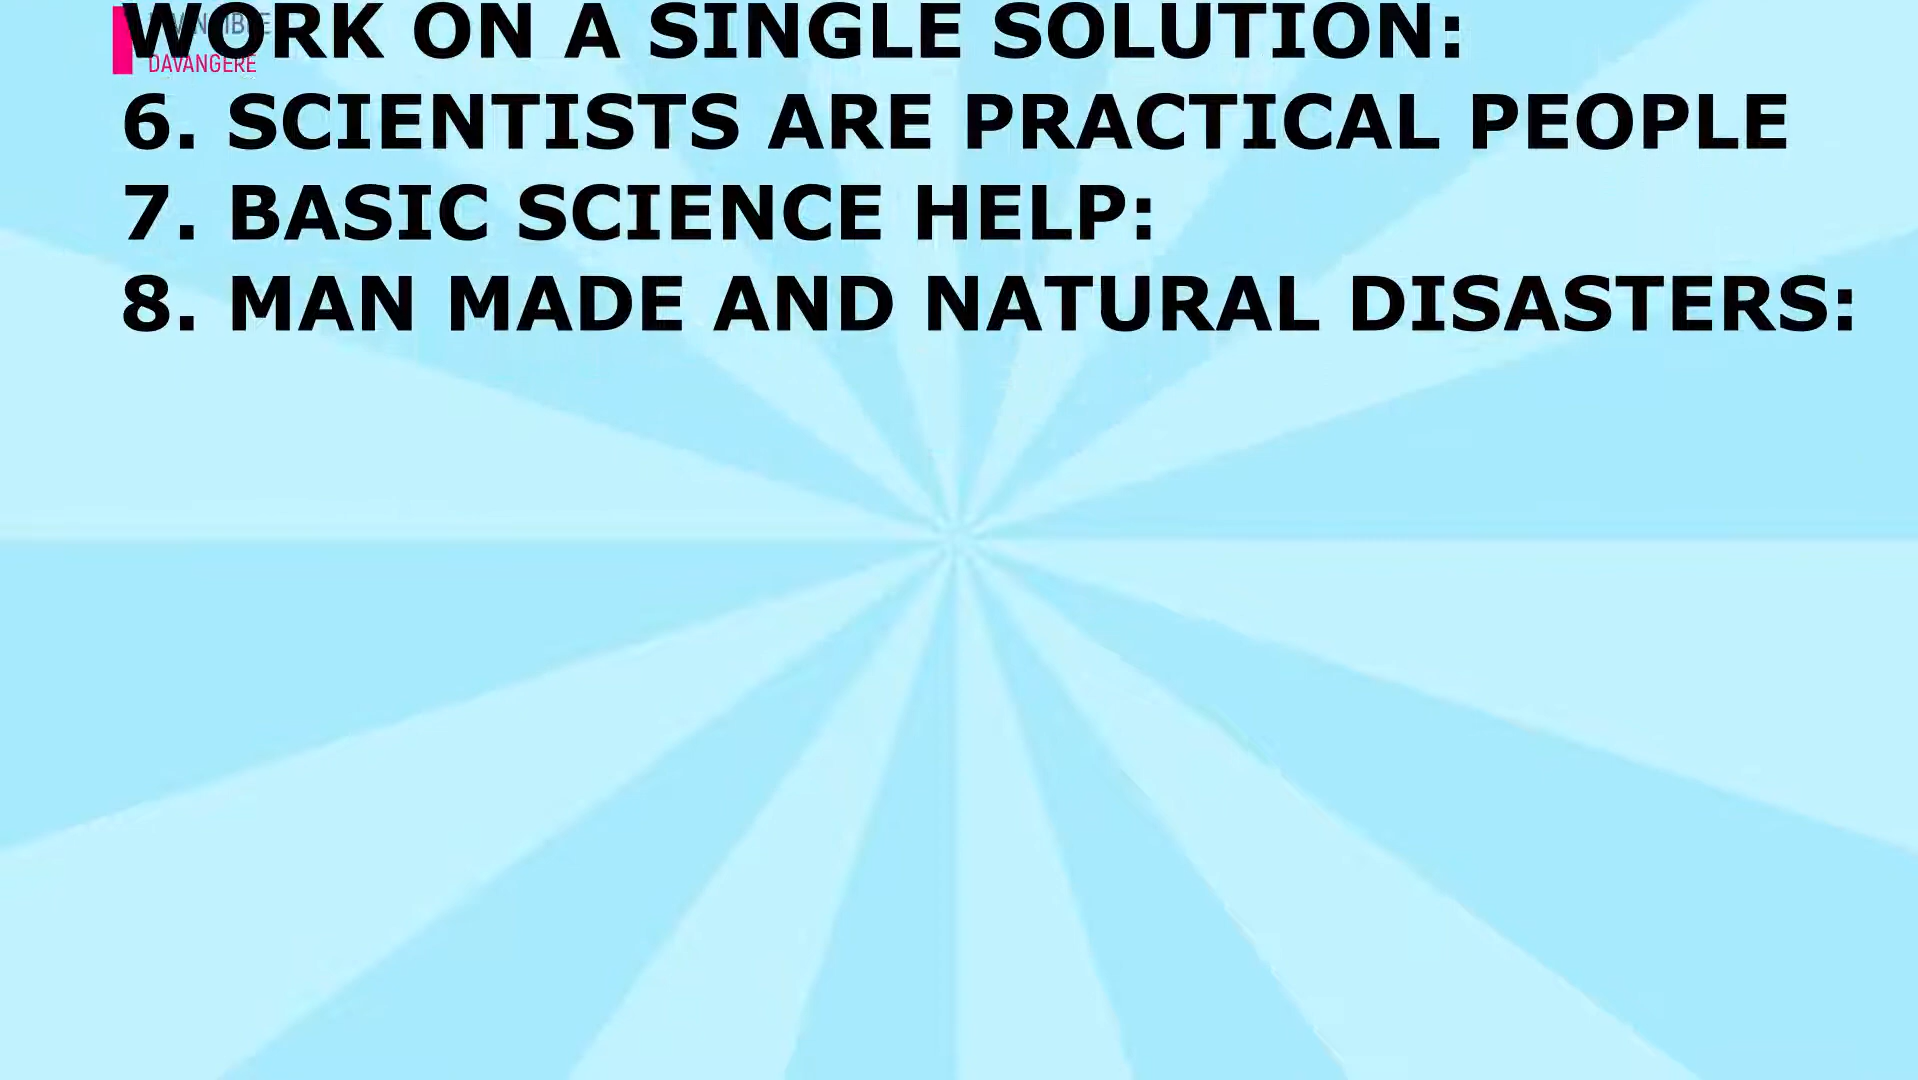 WORK ON A SINGLE SOLUTION:
DAVANGERE
6. SCIENTISTS ARE PRACTICAL PEOPLE
7. BASIC SCIENCE HELP:
8. MAN MADE AND NATURAL DISASTERS: